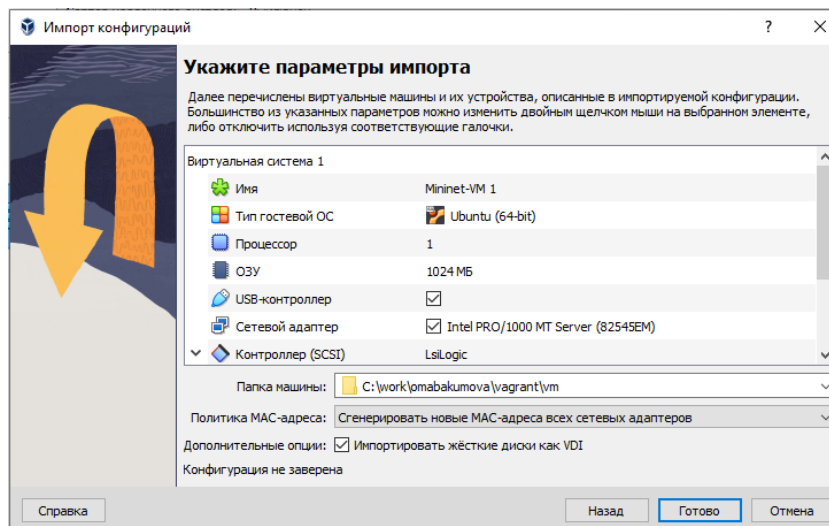 Импорт конфигураций
?
Укажите параметры импорта
Далее перечислены виртуальные машины и их устройства, описанные в импортируемой конфигурации.
Большинство из указанных параметров можно изменить двойным щелчком мыши на выбранном элементе,
либо отключить используя соответствующие галочки.
Виртуальная система 1
Имя Mininet-VM 1
Тип гостевой ОС Ubuntu (64-bit)
Процессор 1
ОЗУ 1024 МБ
USB-контроллер
Сетевой адаптер Intel PRO/1000 MT Server (82545EM)
Контроллер (SCSI) LsiLogic
Папка машины: C:\work\omabakumova\vagrant\vm
Политика MAC-адреса: Сгенерировать новые MAC-адреса всех сетевых адаптеров
Дополнительные опции: Импортировать жёсткие диски как VDI
Конфигурация не заверена
Справка Назад Готово Отмена